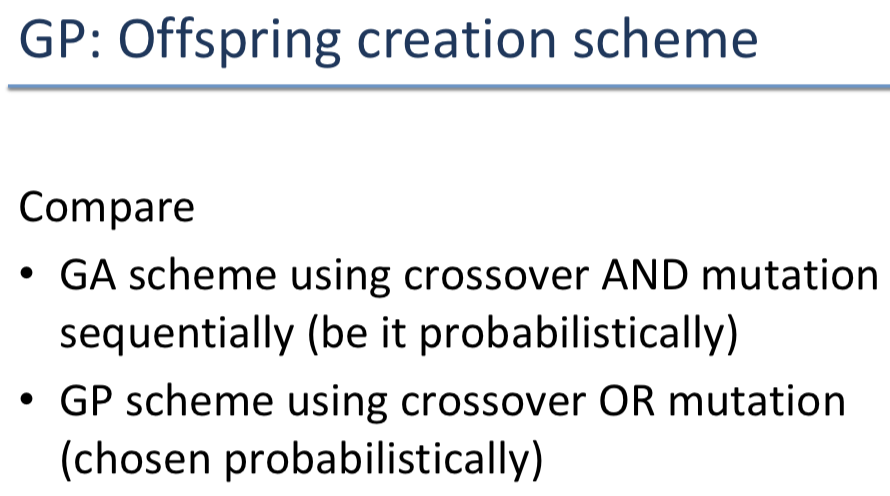 GP: Offspring creation scheme
Compare
• GA scheme using crossover AND mutation
sequentially (be it probabilistically)
• GP scheme using crossover OR mutation
(chosen probabilistically)